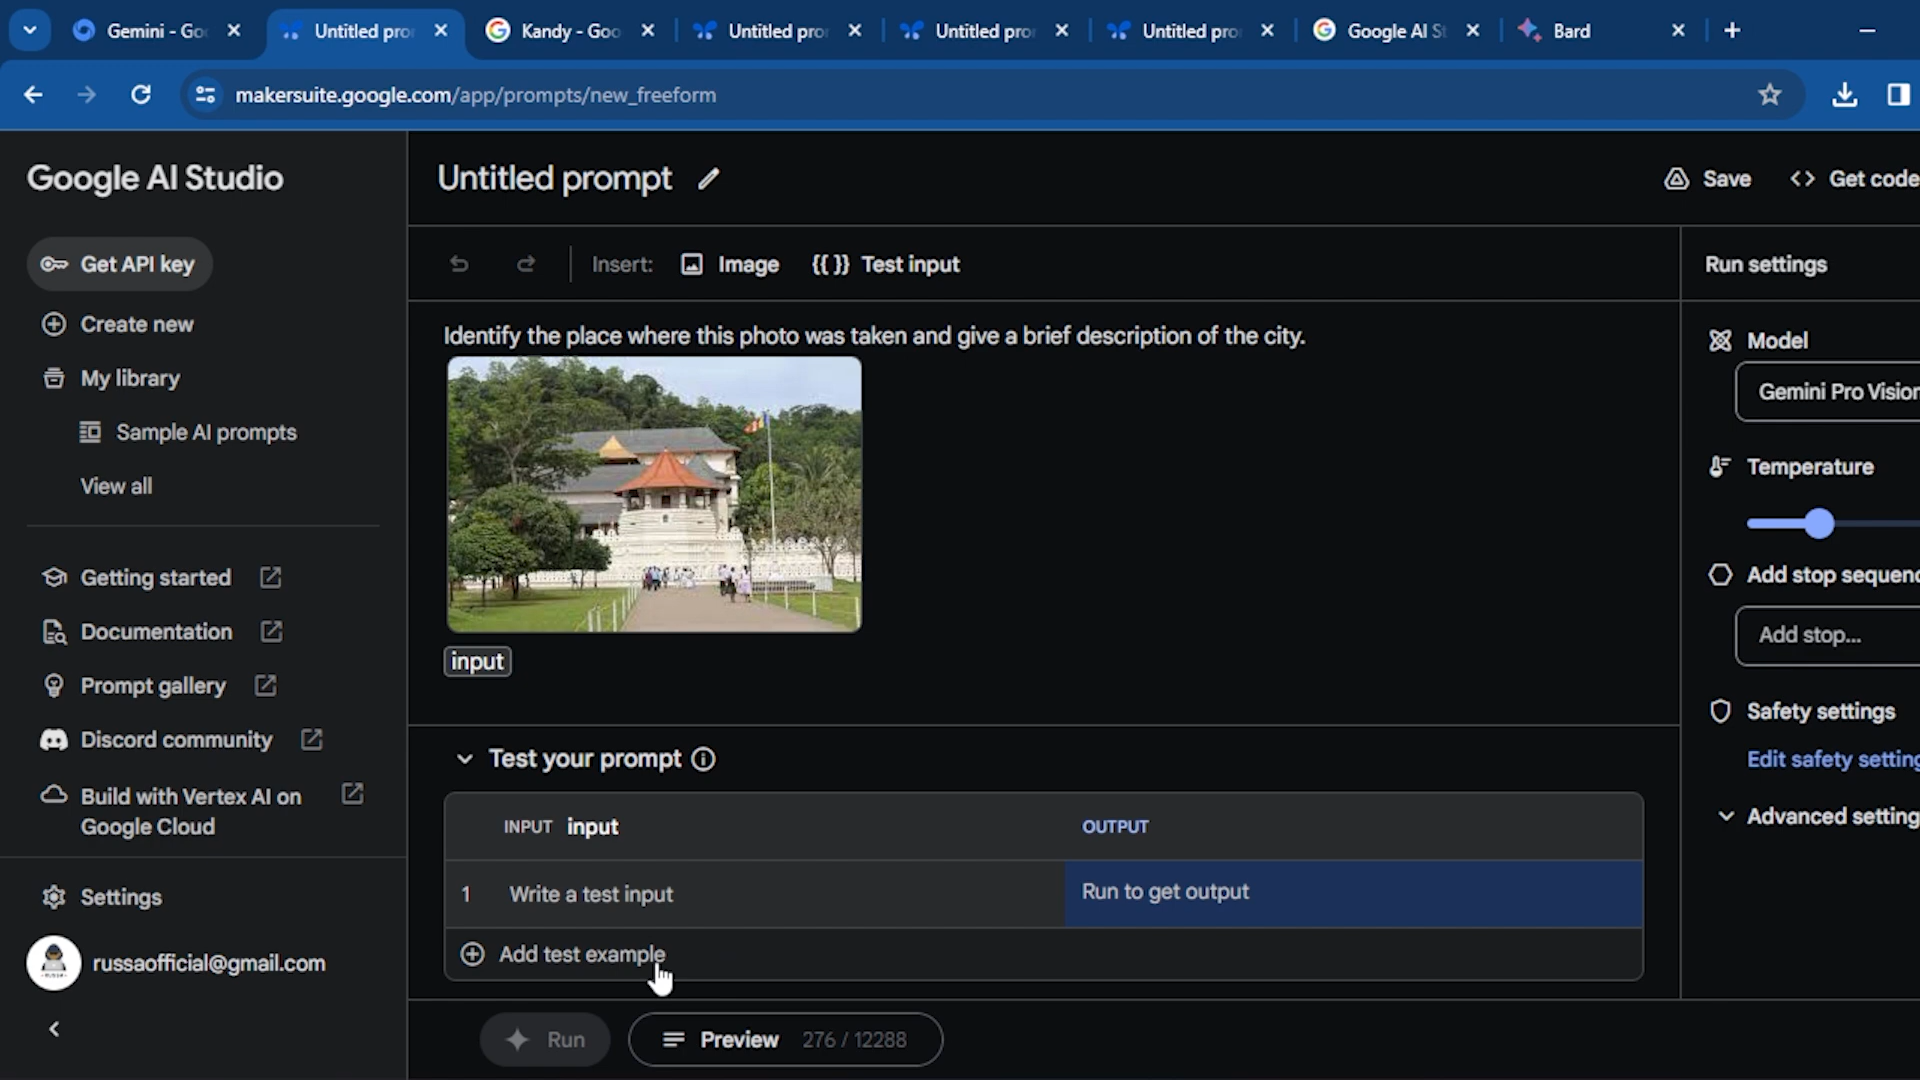 Gemini - Go
Untitled pro
Kandy - Goo
Untitled pro
Untitled pro
Untitled pro
Google AI St
Bard
makersuite.google.com/app/prompts/new_freeform
Google AI Studio
Untitled prompt
Save
<> Get code
Get API key
Insert:
Image
{{ }} Test input
Run settings
Create new
Identify the place where this photo was taken and give a brief description of the city.
Model
My library
Gemini Pro Vision
Sample AI prompts
View all
Temperature
Getting started
Add stop sequenc
Documentation
Add stop...
input
Prompt gallery
Safety settings
Discord community
Test your prompt
Edit safety setting
Build with Vertex AI on
Google Cloud
INPUT input
OUTPUT
Advanced setting
1 Write a test input
Run to get output
Settings
Add test example
russaofficial@gmail.com
Run
Preview 276 / 12288